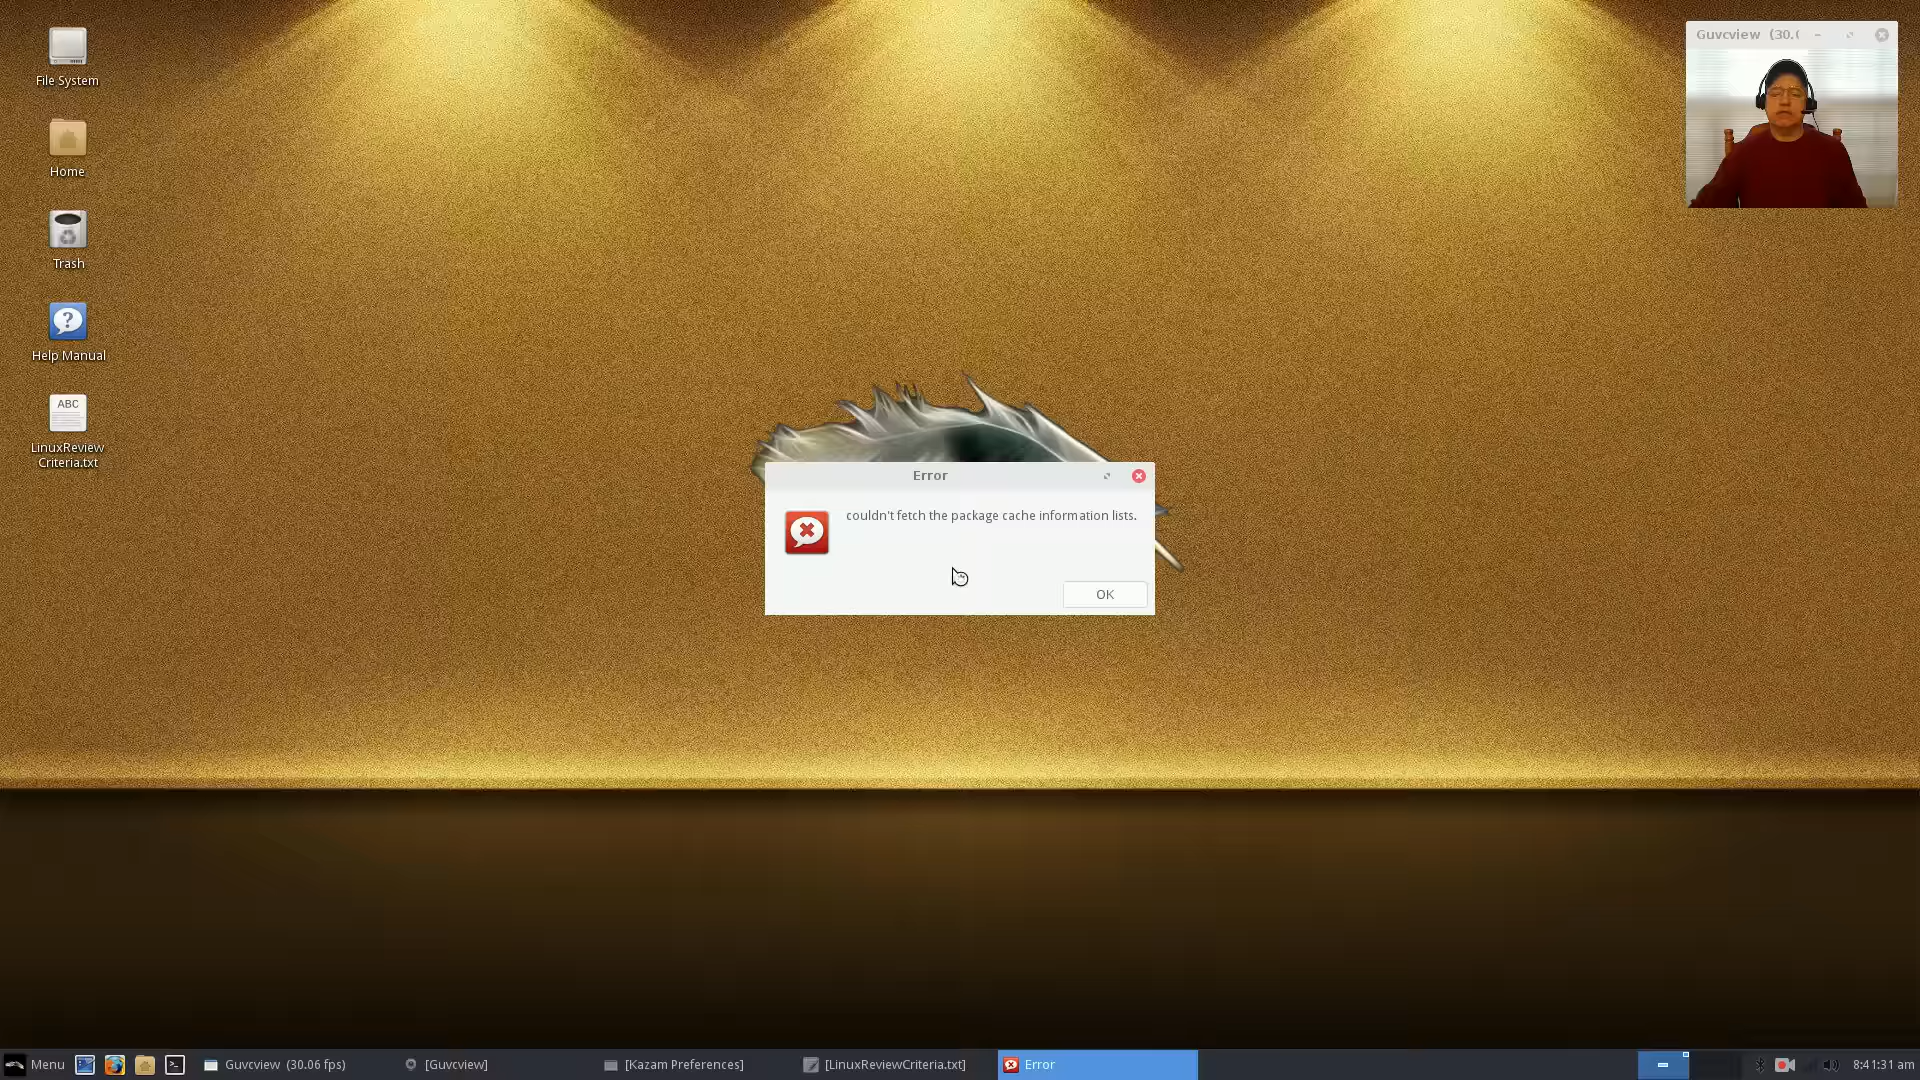 File System
Home
Trash
Help Manual
ABC
LinuxReview
Criteria.txt
Guvcview (30.
Error
couldn't fetch the package cache information lists.
OK
Menu
Guvcview (30.06 fps)
[Guvcview]
[Kazam Preferences]
[LinuxReviewCriteria.txt]
Error
8:41:31 am